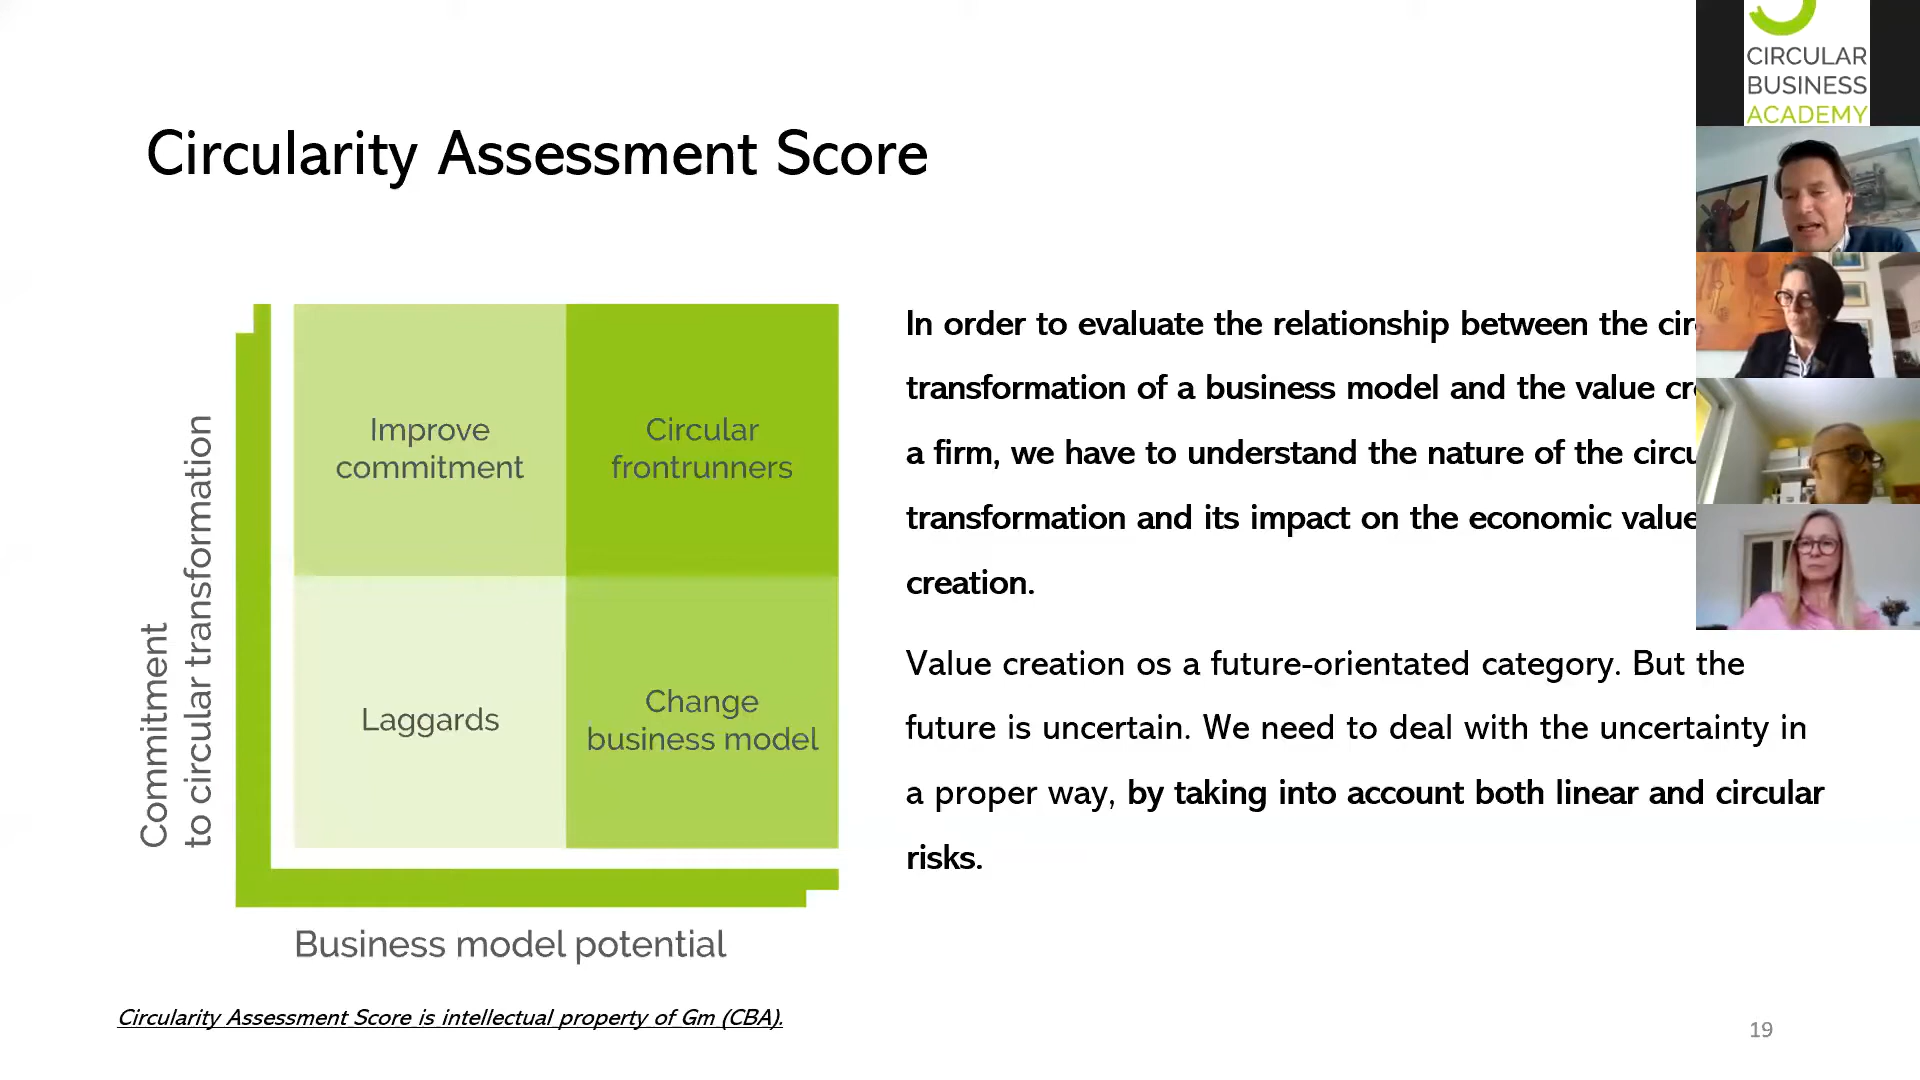 CIRCULAR
BUSINESS
ACADEMY
Circularity Assessment Score
Commitment
to circular transformation
Improve
commitment
Circular
frontrunners
Laggards
Change
business model
Business model potential
In order to evaluate the relationship between the
transformation of a business model and the value
a firm, we have to understand the nature of the
transformation and its impact on the economic value
creation.
Value creation os a future-orientated category. But the
future is uncertain. We need to deal with the uncertainty in
a proper way, by taking into account both linear and circular
risks.
Circularity Assessment Score is intellectual property of Gm (CBA).
19